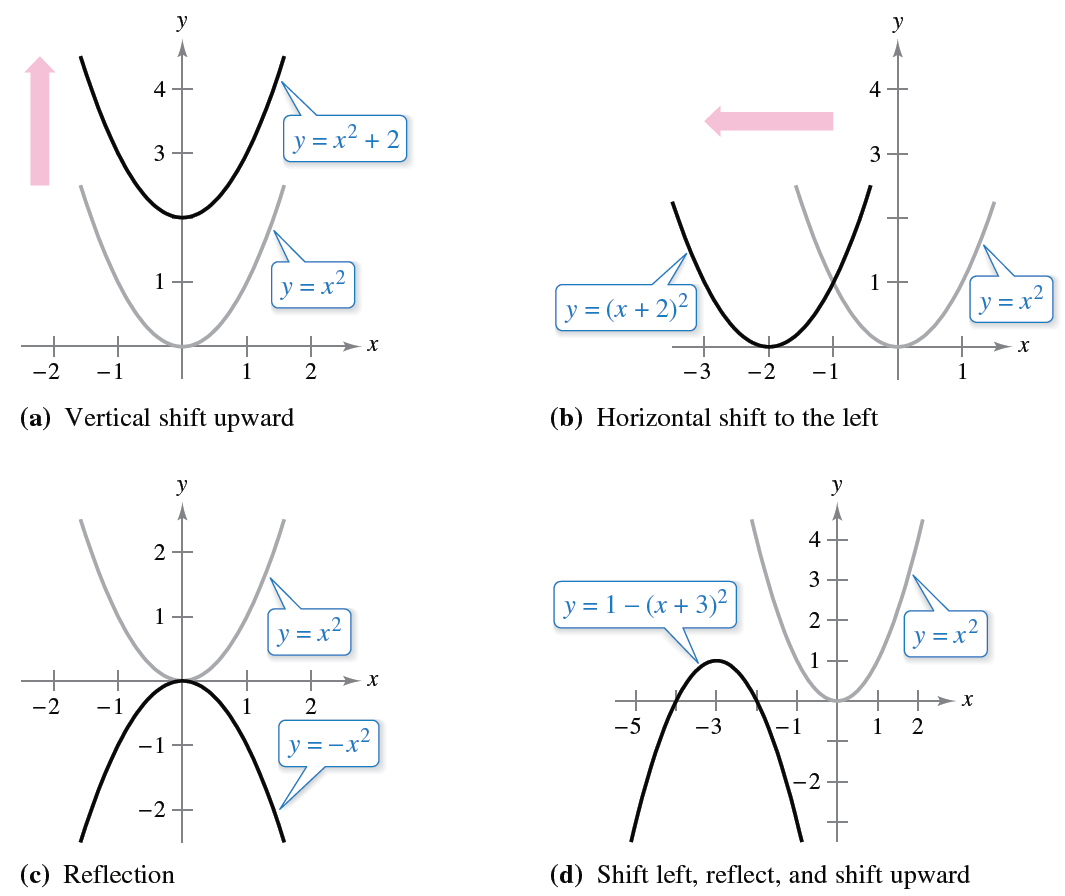 y
4
y = x² + 2
3
1
y = x²
x
−2 −1 1 2
(a) Vertical shift upward
y
4
3
1
y = (x + 2)²
y = x²
x
−3 −2 −1 1
(b) Horizontal shift to the left
y
2
1
y = x²
x
−2 −1 1 2
y = −x²
−1
−2
(c) Reflection
y
4
3
y = 1 − (x + 3)²
2
y = x²
1
x
−5 −3 −1 1 2
−2
(d) Shift left, reflect, and shift upward